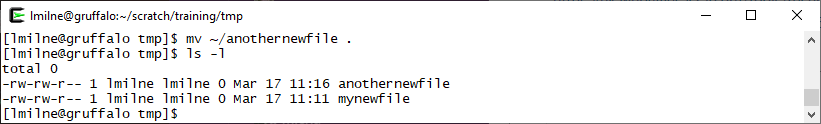 lmilne@gruffalo:~/scratch/training/tmp
[lmilne@gruffalo tmp]$ mv ~/anothernewfile .
[lmilne@gruffalo tmp]$ ls -l
total 0
-rw-rw-r-- 1 lmilne lmilne 0 Mar 17 11:16 anothernewfile
-rw-rw-r-- 1 lmilne lmilne 0 Mar 17 11:11 mynewfile
[lmilne@gruffalo tmp]$